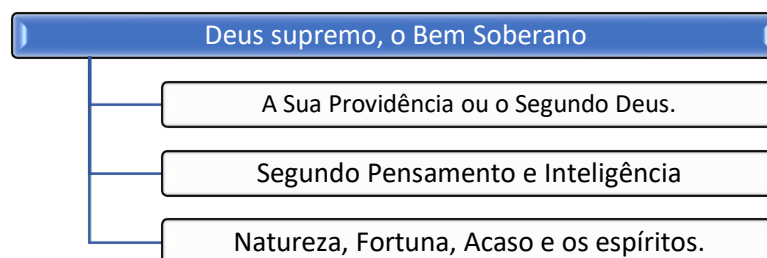 Deus supremo, o Bem Soberano
A Sua Providência ou o Segundo Deus.
Segundo Pensamento e Inteligência
Natureza, Fortuna, Acaso e os espíritos.